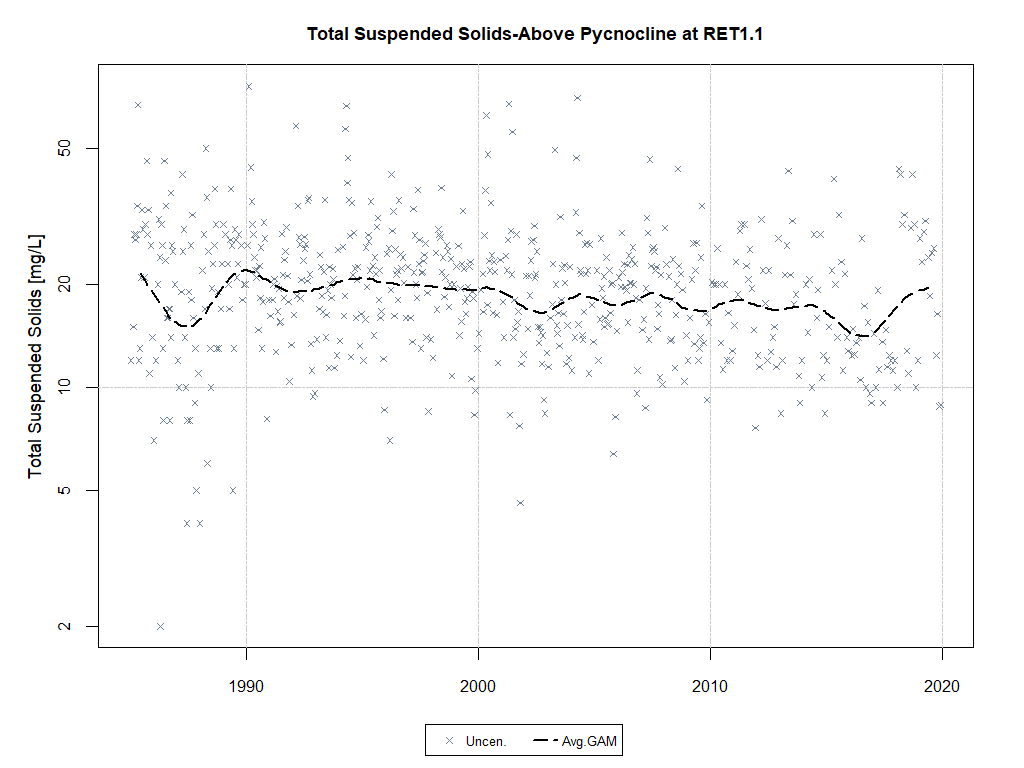 Total Suspended Solids-Above Pycnocline at RET1.1
Total Suspended Solids [mg/L]
50
20
10
5
2
1990 2000 2010 2020
Uncen. Avg.GAM